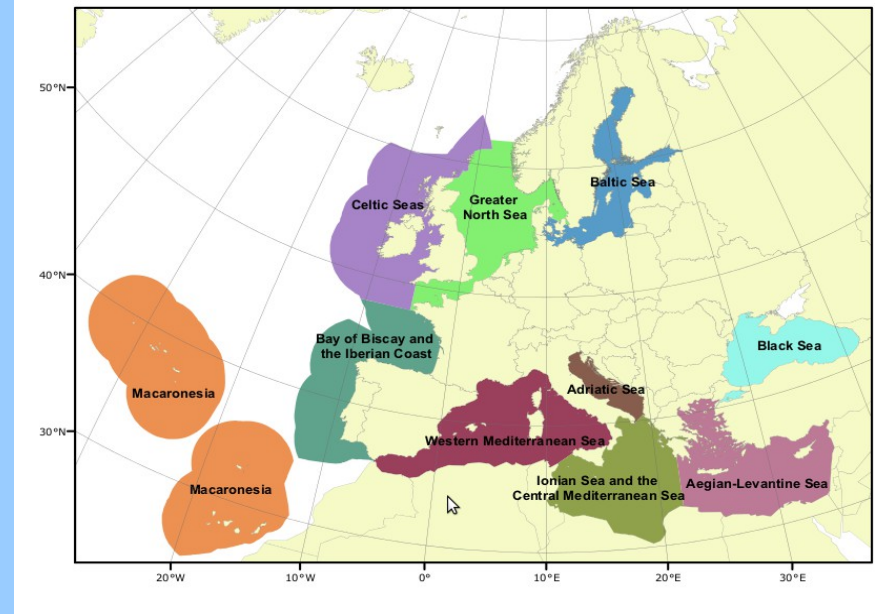 50°N
Baltic Sea
Celtic Seas
Greater
North Sea
40°N
Bay of Biscay and
the Iberian Coast
Black Sea
Macaronesia
Adriatic Sea
30°N
Western Mediterranean Sea
Macaronesia
Ionian Sea and the
Central Mediterranean Sea
Aegian-Levantine Sea
20°W
10°W
0°
10°E
20°E
30°E